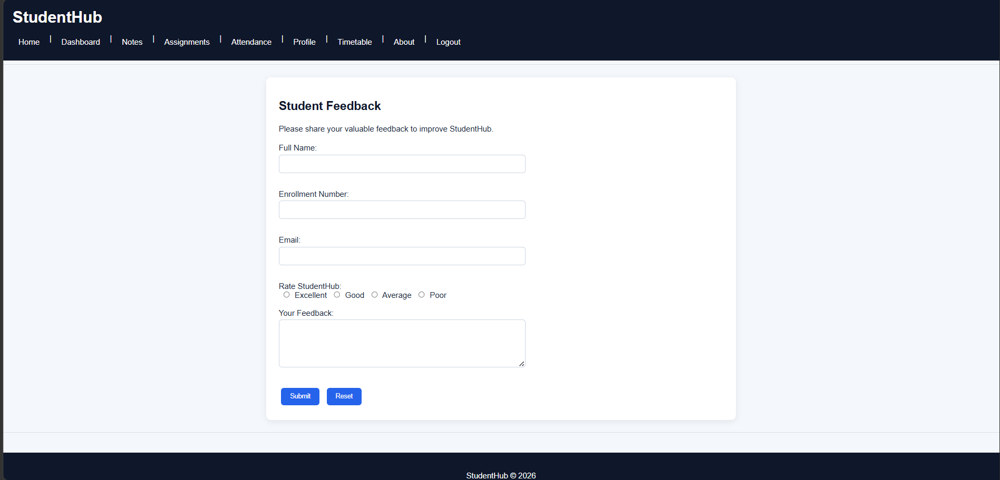 StudentHub
Home | Dashboard | Notes | Assignments | Attendance | Profile | Timetable | About | Logout
Student Feedback
Please share your valuable feedback to improve StudentHub.
Full Name:
Enrollment Number:
Email:
Rate StudentHub:
Excellent Good Average Poor
Your Feedback:
Submit Reset
StudentHub © 2026